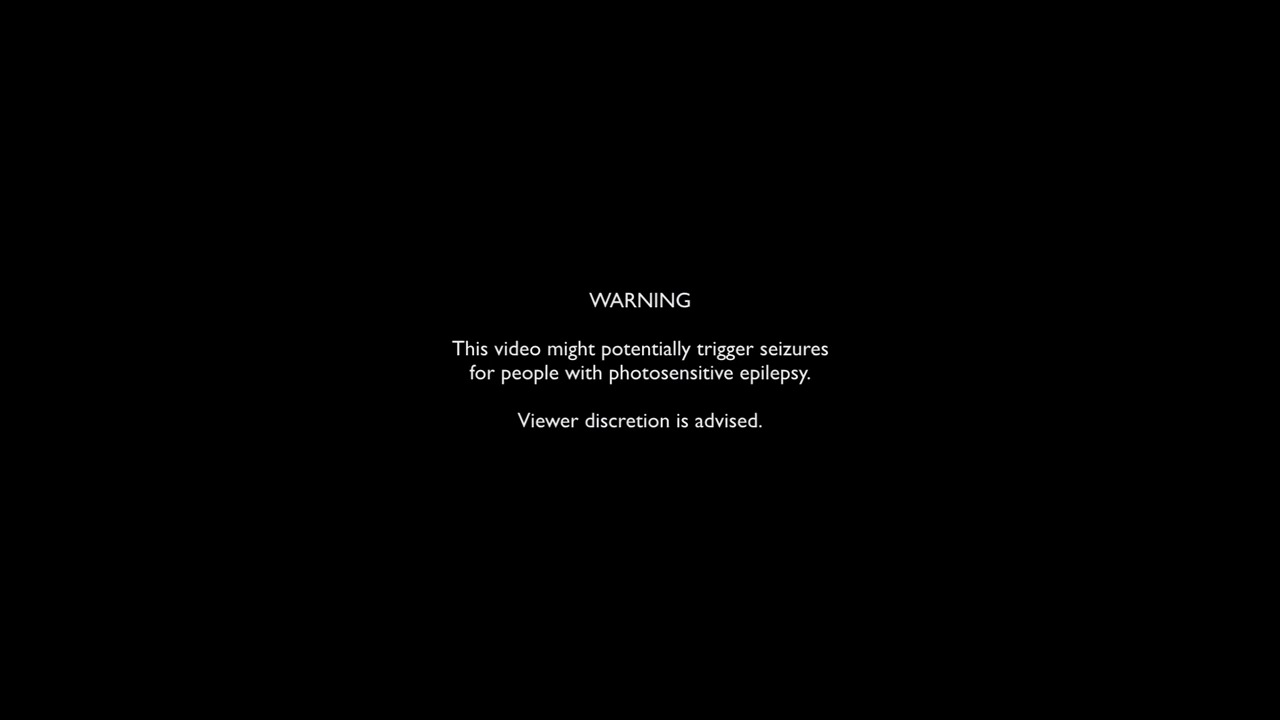 WARNING
This video might potentially trigger seizures
for people with photosensitive epilepsy.
Viewer discretion is advised.